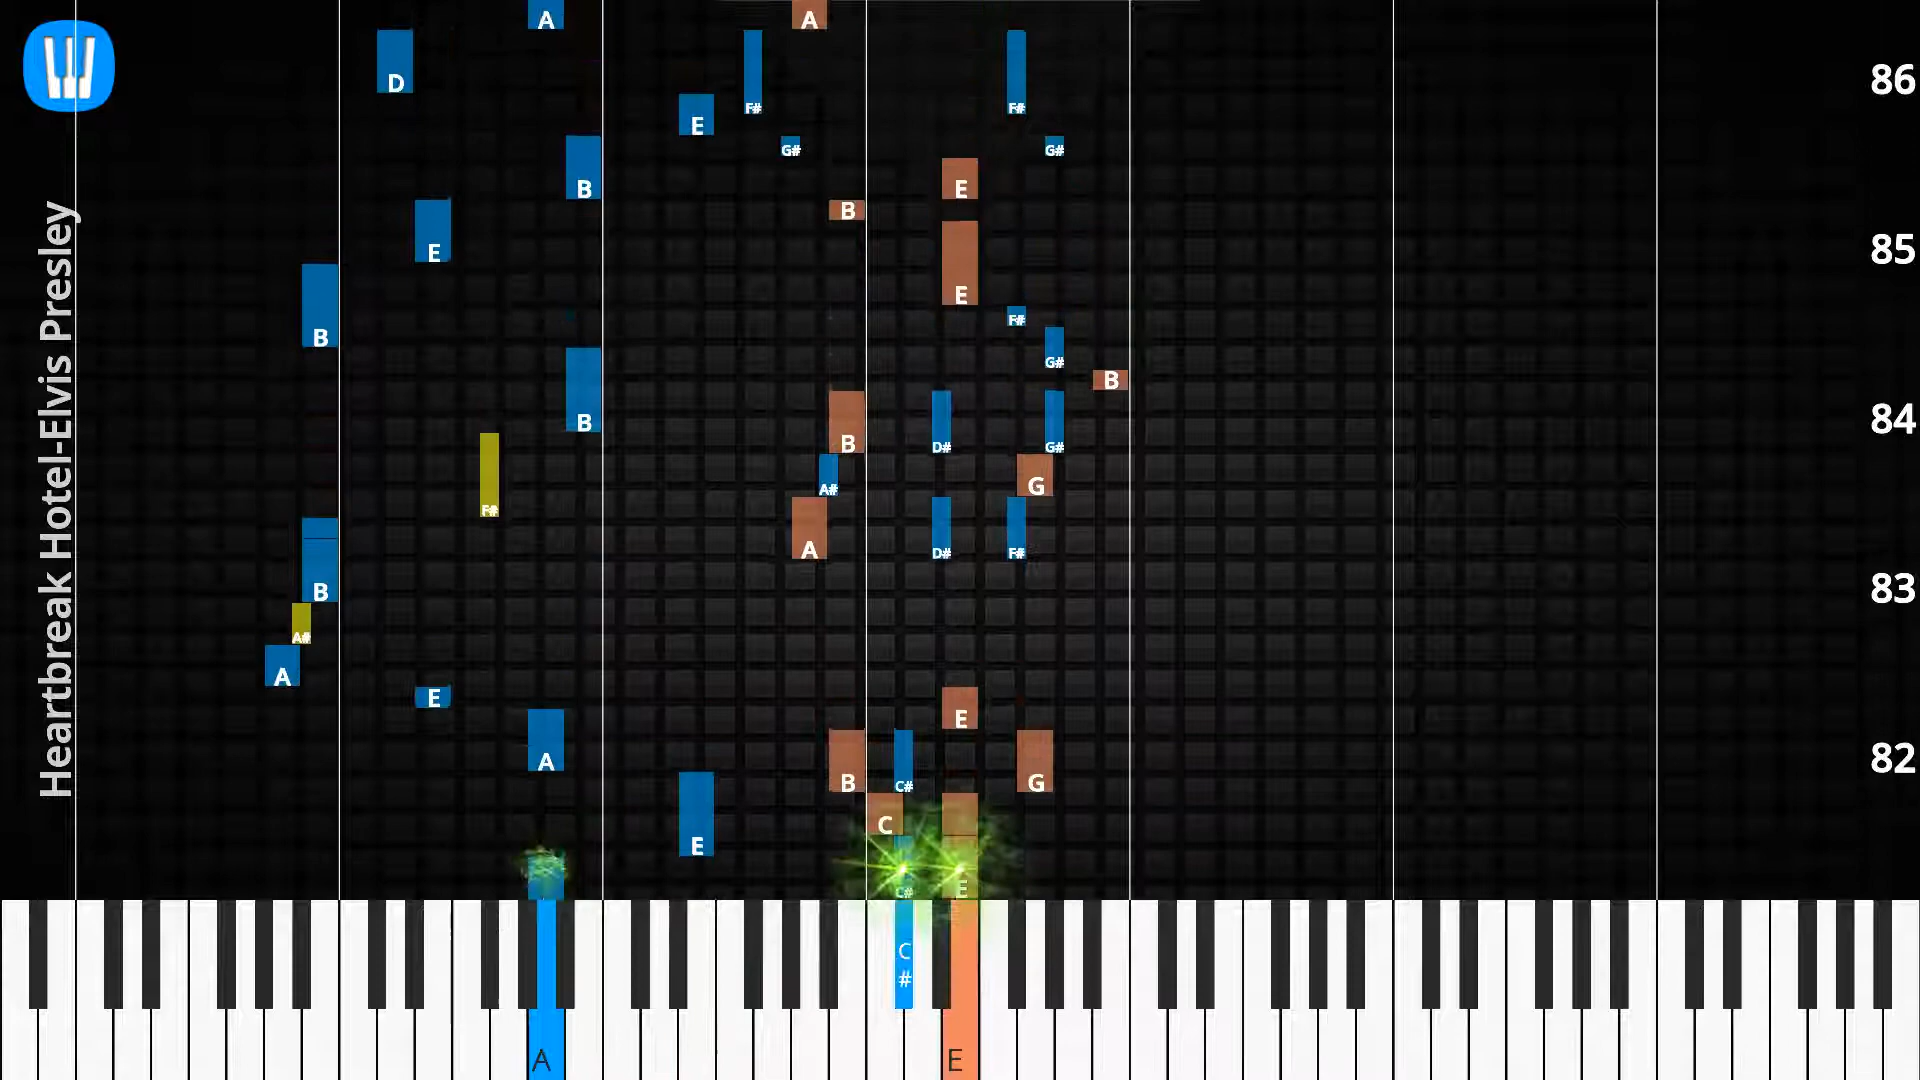 Heartbreak Hotel-Elvis Presley
A A
D
86
F# F#
E
G# G#
B
E
B
E
85
E
F#
B
G#
B
84
B
B D# G#
G
A#
F#
A D# F#
83
B
A#
A
E
E
82
A
B C# G
C
E
C# E
C
#
A E